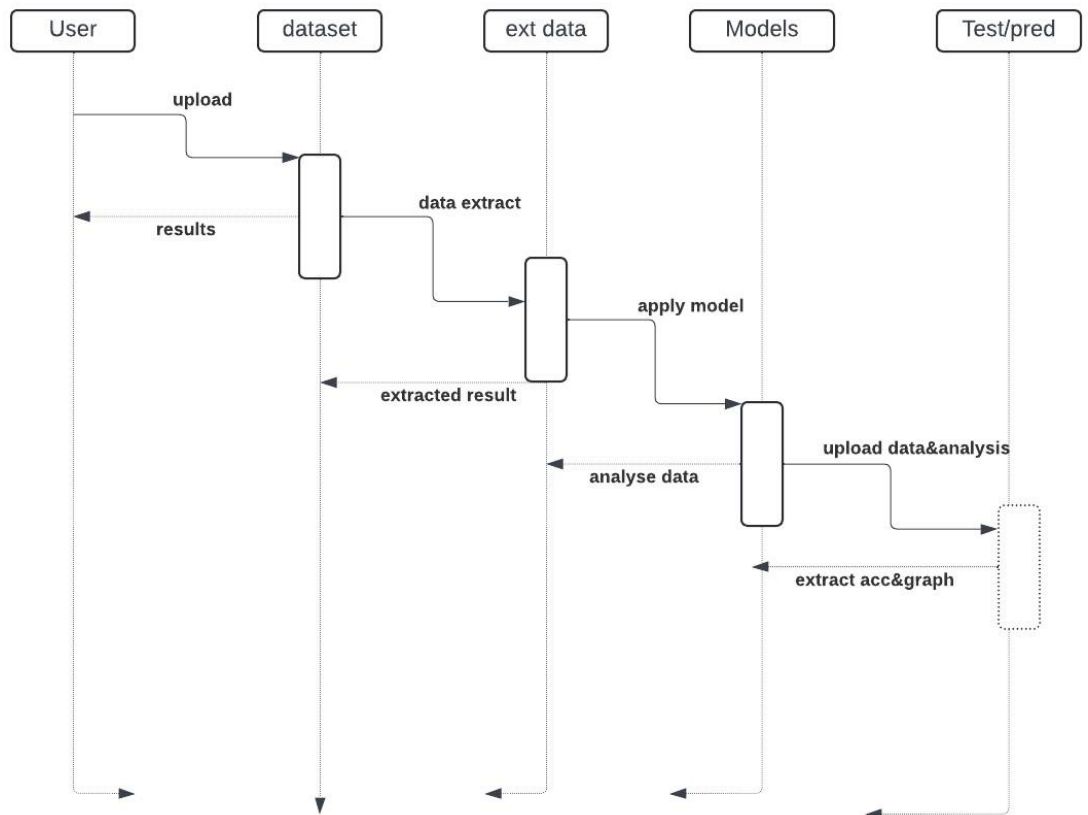 User
dataset
ext data
Models
Test/pred
upload
data extract
results
apply model
extracted result
upload data&analysis
analyse data
extract acc&graph